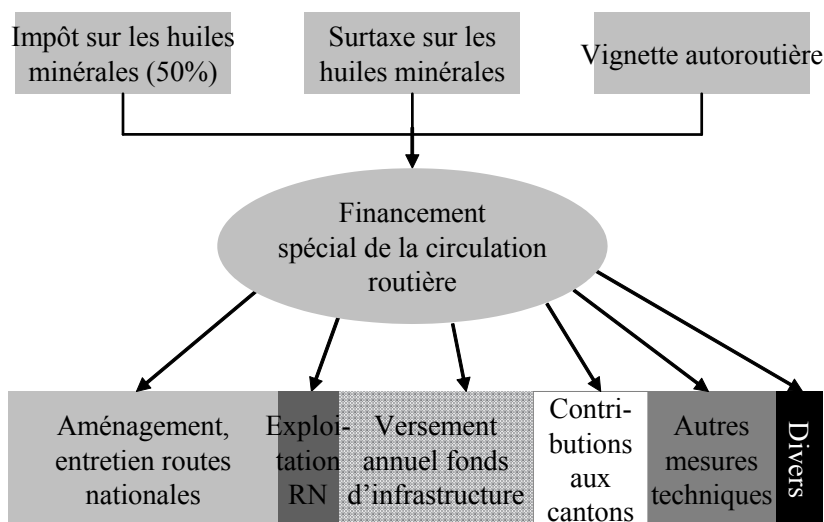 Impôt sur les huiles
minérales (50%)
Surtaxe sur les
huiles minérales
Vignette autoroutière
Financement
spécial de la circulation
routière
Aménagement,
entretien routes
nationales
Exploi-
tation
RN
Versement
annuel fonds
d’infrastructure
Contri-
butions
aux
cantons
Autres
mesures
techniques
Divers